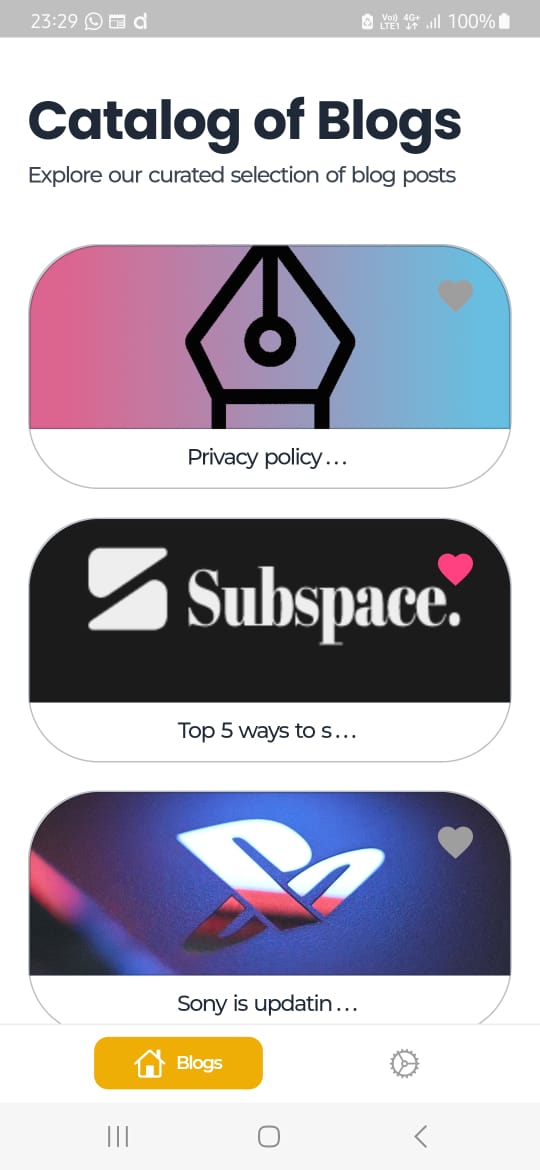 23:29
Vo)) 4G+
LTE1
100%
Catalog of Blogs
Explore our curated selection of blog posts
Privacy policy...
Subspace.
Top 5 ways to s...
Sony is updatin...
Blogs